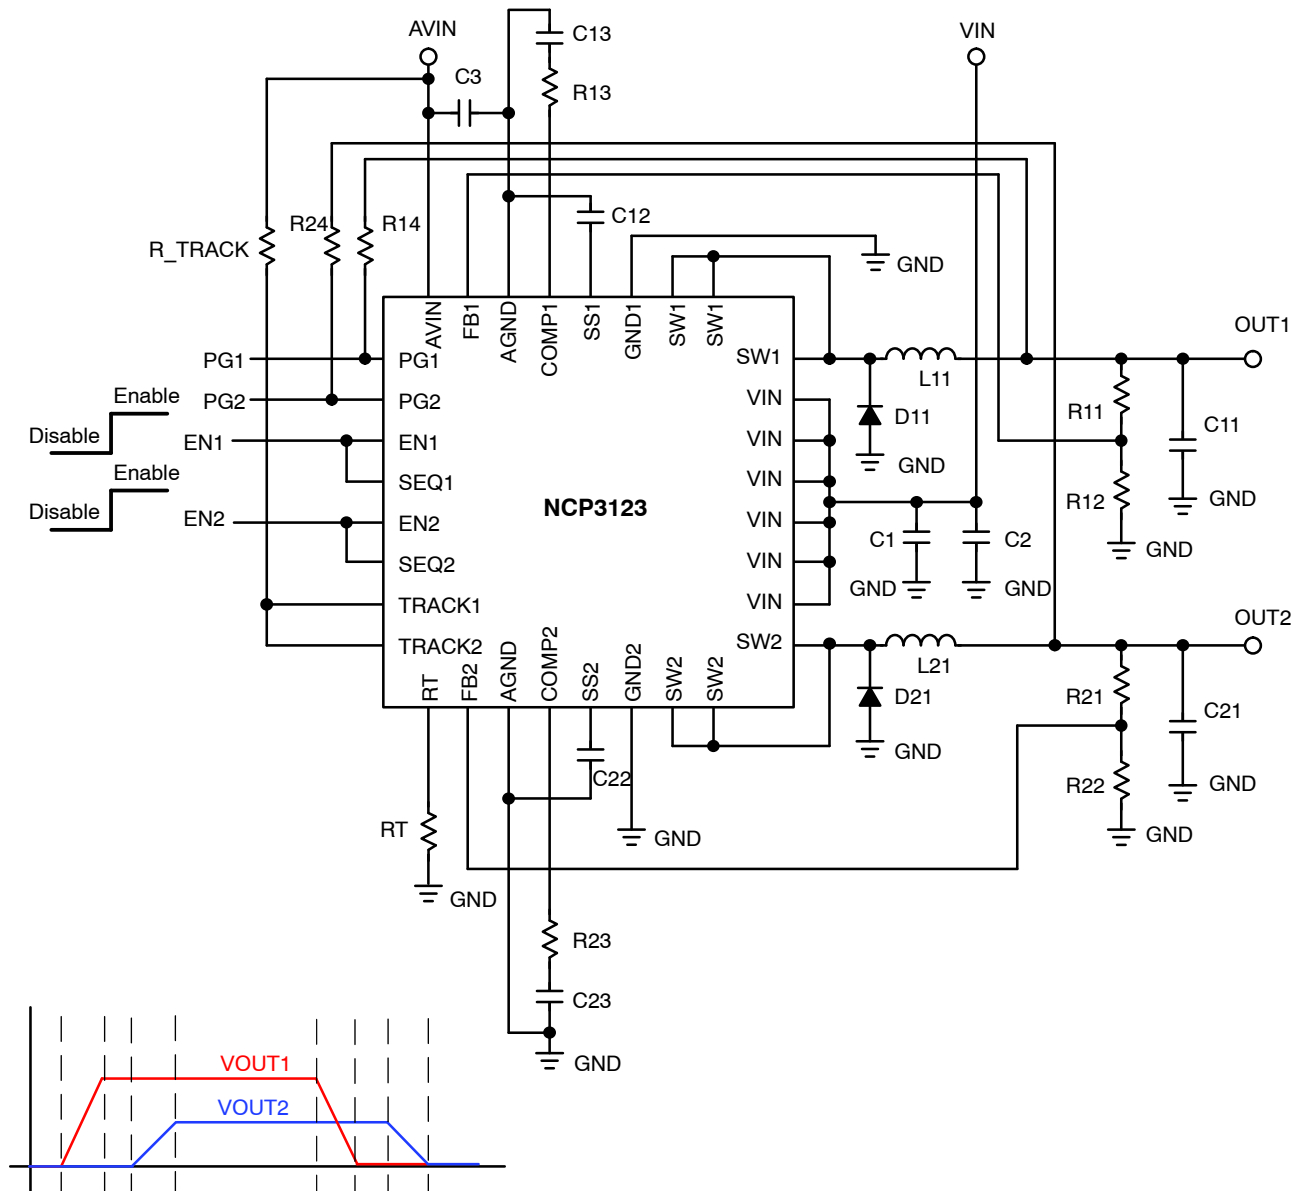 AVIN
C13
VIN
C3
R13
C12
R24
R14
R_TRACK
GND
AVIN
FB1
AGND
COMP1
SS1
GND1
SW1
SW1
OUT1
PG1
PG1
SW1
L11
Enable
PG2
PG2
VIN
D11
R11
C11
Disable
EN1
EN1
VIN
GND
Enable
SEQ1
VIN
R12
GND
Disable
EN2
EN2
NCP3123
VIN
C1
C2
GND
SEQ2
VIN
GND
GND
TRACK1
VIN
OUT2
TRACK2
SW2
L21
RT
FB2
AGND
COMP2
SS2
GND2
SW2
SW2
D21
R21
C21
GND
C22
R22
GND
RT
GND
GND
GND
R23
C23
GND
VOUT1
VOUT2